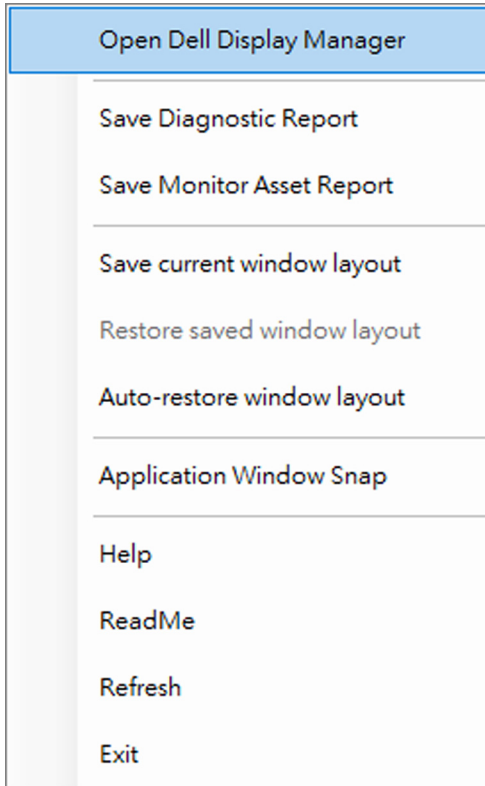 Open Dell Display Manager
Save Diagnostic Report
Save Monitor Asset Report
Save current window layout
Restore saved window layout
Auto-restore window layout
Application Window Snap
Help
ReadMe
Refresh
Exit